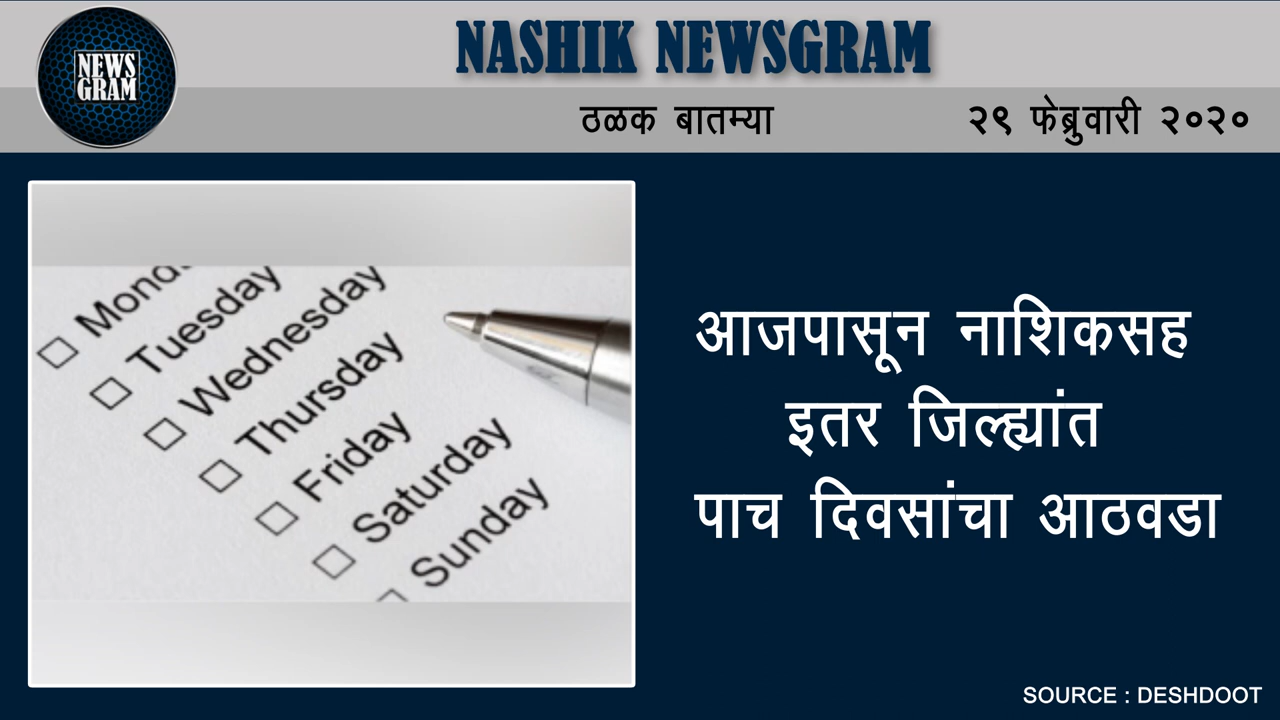 NEWS
GRAM
NASHIK NEWSGRAM
ठळक बातम्या
२९ फेब्रुवारी २०२०
Monda
Tuesday
Wednesday
Thursday
Friday
Saturday
Sunday
आजपासून नाशिकसह
इतर जिल्ह्यांत
पाच दिवसांचा आठवडा
SOURCE : DESHDOOT